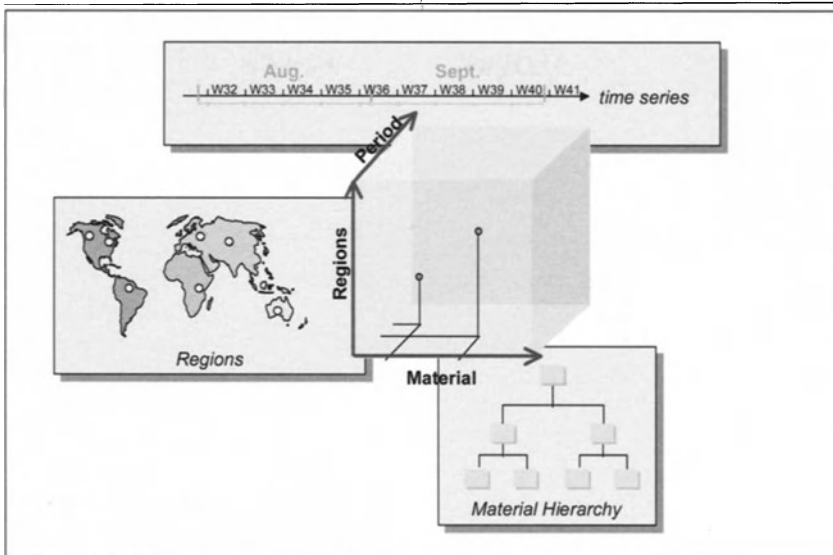 Aug. Sept.
W32 W33 W34 W35 W36 W37 W38 W39 W40 W41
time series
Period
Regions
Regions
Material
Material Hierarchy